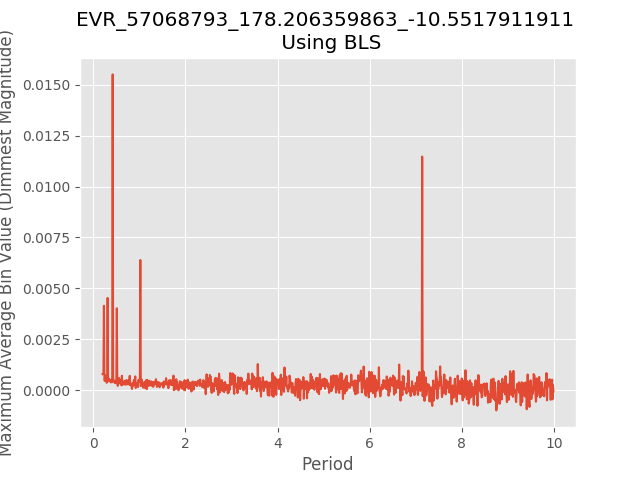 EVR_57068793_178.206359863_-10.5517911911
Using BLS
Maximum Average Bin Value (Dimmest Magnitude)
0.0150
0.0125
0.0100
0.0075
0.0050
0.0025
0.0000
0 2 4 6 8 10
Period